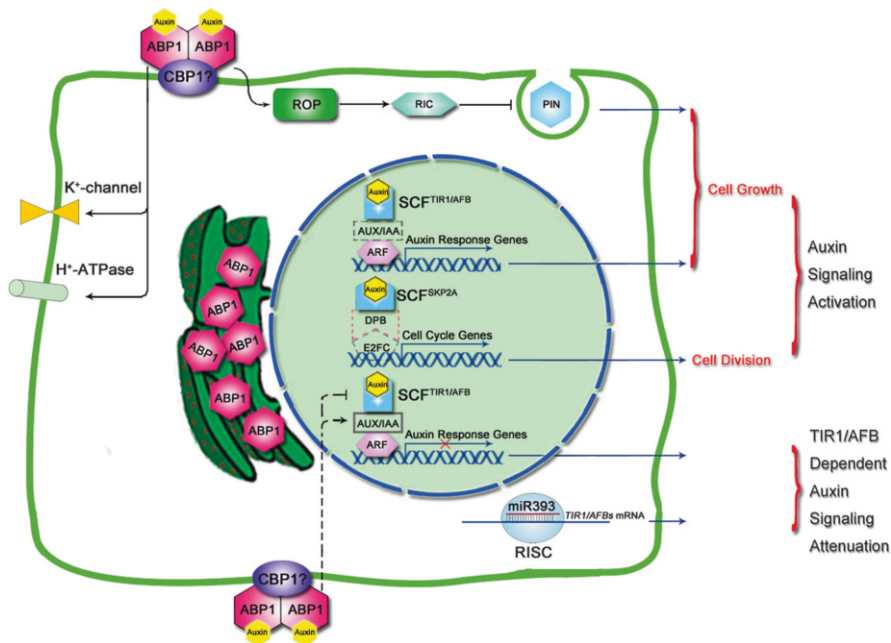 Auxin Auxin
ABP1 ABP1
CBP1?
ROP
RIC
PIN
K⁺-channel
H⁺-ATPase
Cell Growth
Auxin
SCFTIR1/AFB
AUX/IAA
Auxin Response Genes
ARF
Auxin
SCFSKP2A
DPB
Cell Cycle Genes
E2FC
Cell Division
Auxin
Signaling
Activation
ABP1
ABP1
ABP1
ABP1
ABP1
ABP1
ABP1
Auxin
SCFTIR1/AFB
AUX/IAA
Auxin Response Genes
ARF
miR393
TIR1/AFBs mRNA
RISC
TIR1/AFB
Dependent
Auxin
Signaling
Attenuation
CBP1?
ABP1 ABP1
Auxin Auxin